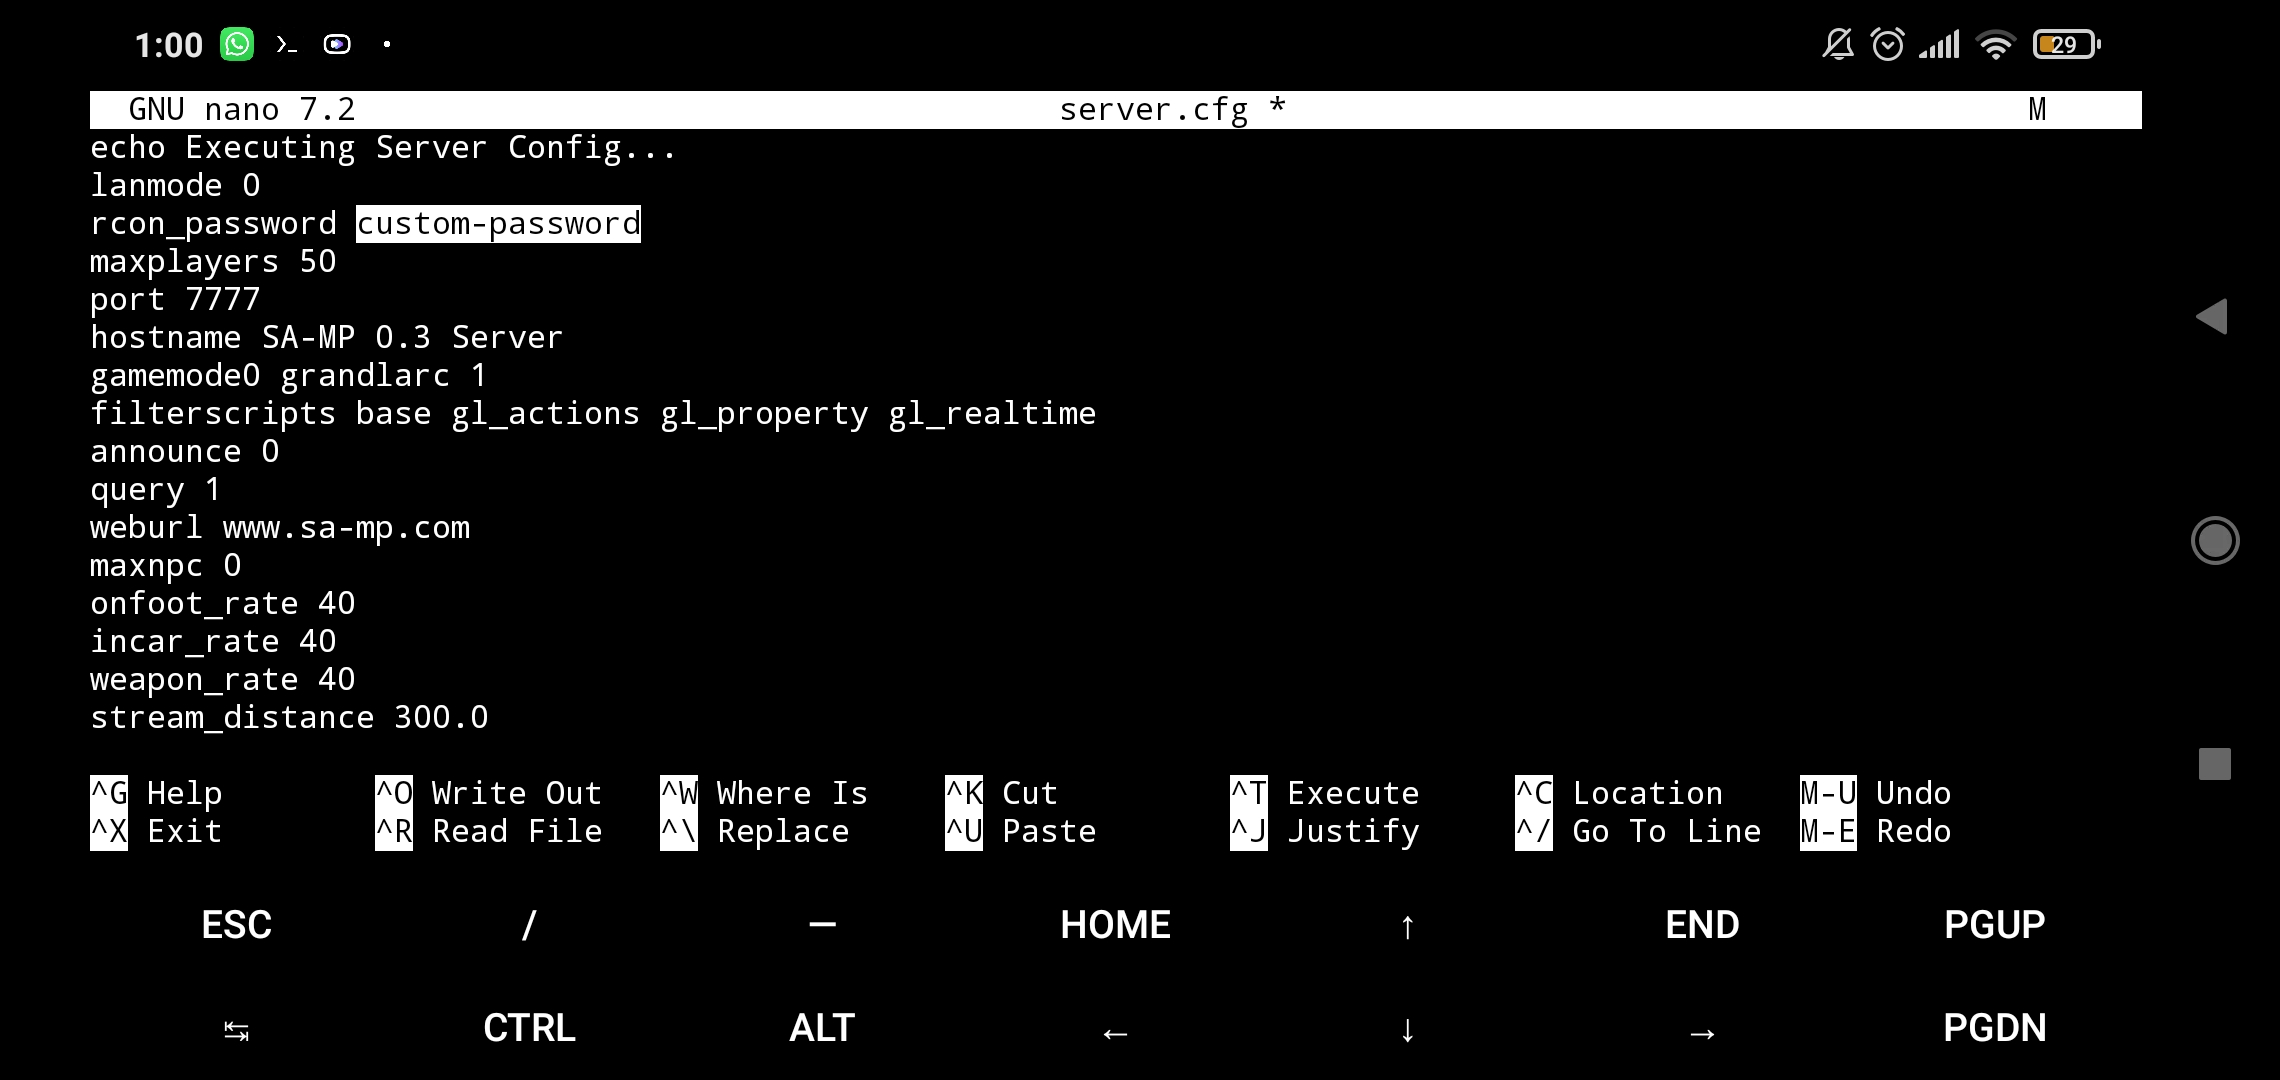 1:00 29
GNU nano 7.2 server.cfg * M
echo Executing Server Config...
lanmode 0
rcon_password custom-password
maxplayers 50
port 7777
hostname SA-MP 0.3 Server
gamemode0 grandlarc 1
filterscripts base gl_actions gl_property gl_realtime
announce 0
query 1
weburl www.sa-mp.com
maxnpc 0
onfoot_rate 40
incar_rate 40
weapon_rate 40
stream_distance 300.0
^G Help ^O Write Out ^W Where Is ^K Cut ^T Execute ^C Location M-U Undo
^X Exit ^R Read File ^\ Replace ^U Paste ^J Justify ^/ Go To Line M-E Redo
ESC / — HOME ↑ END PGUP
↹ CTRL ALT ← ↓ → PGDN